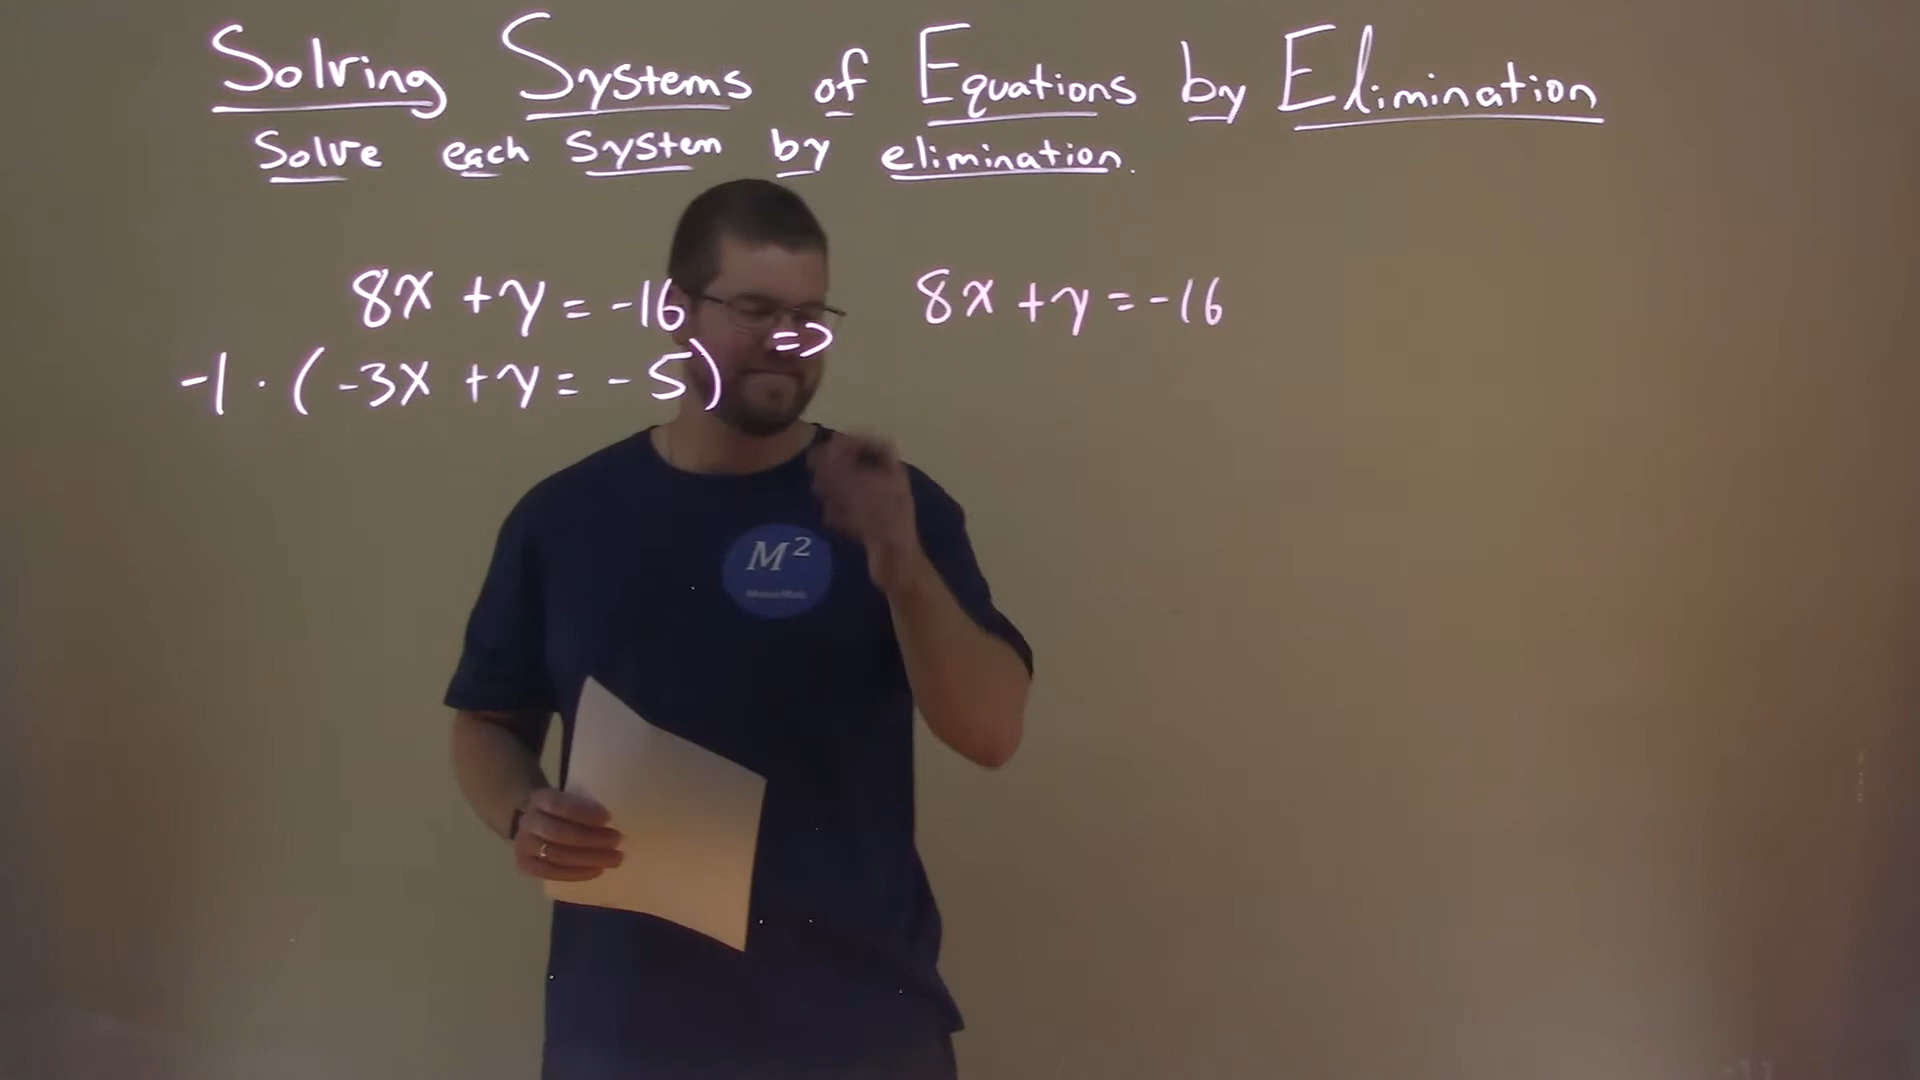 Solving Systems of Equations by Elimination
Solve each system by elimination.
8x + y = -16 => 8x + y = -16
-1 · (-3x + y = -5)
M²